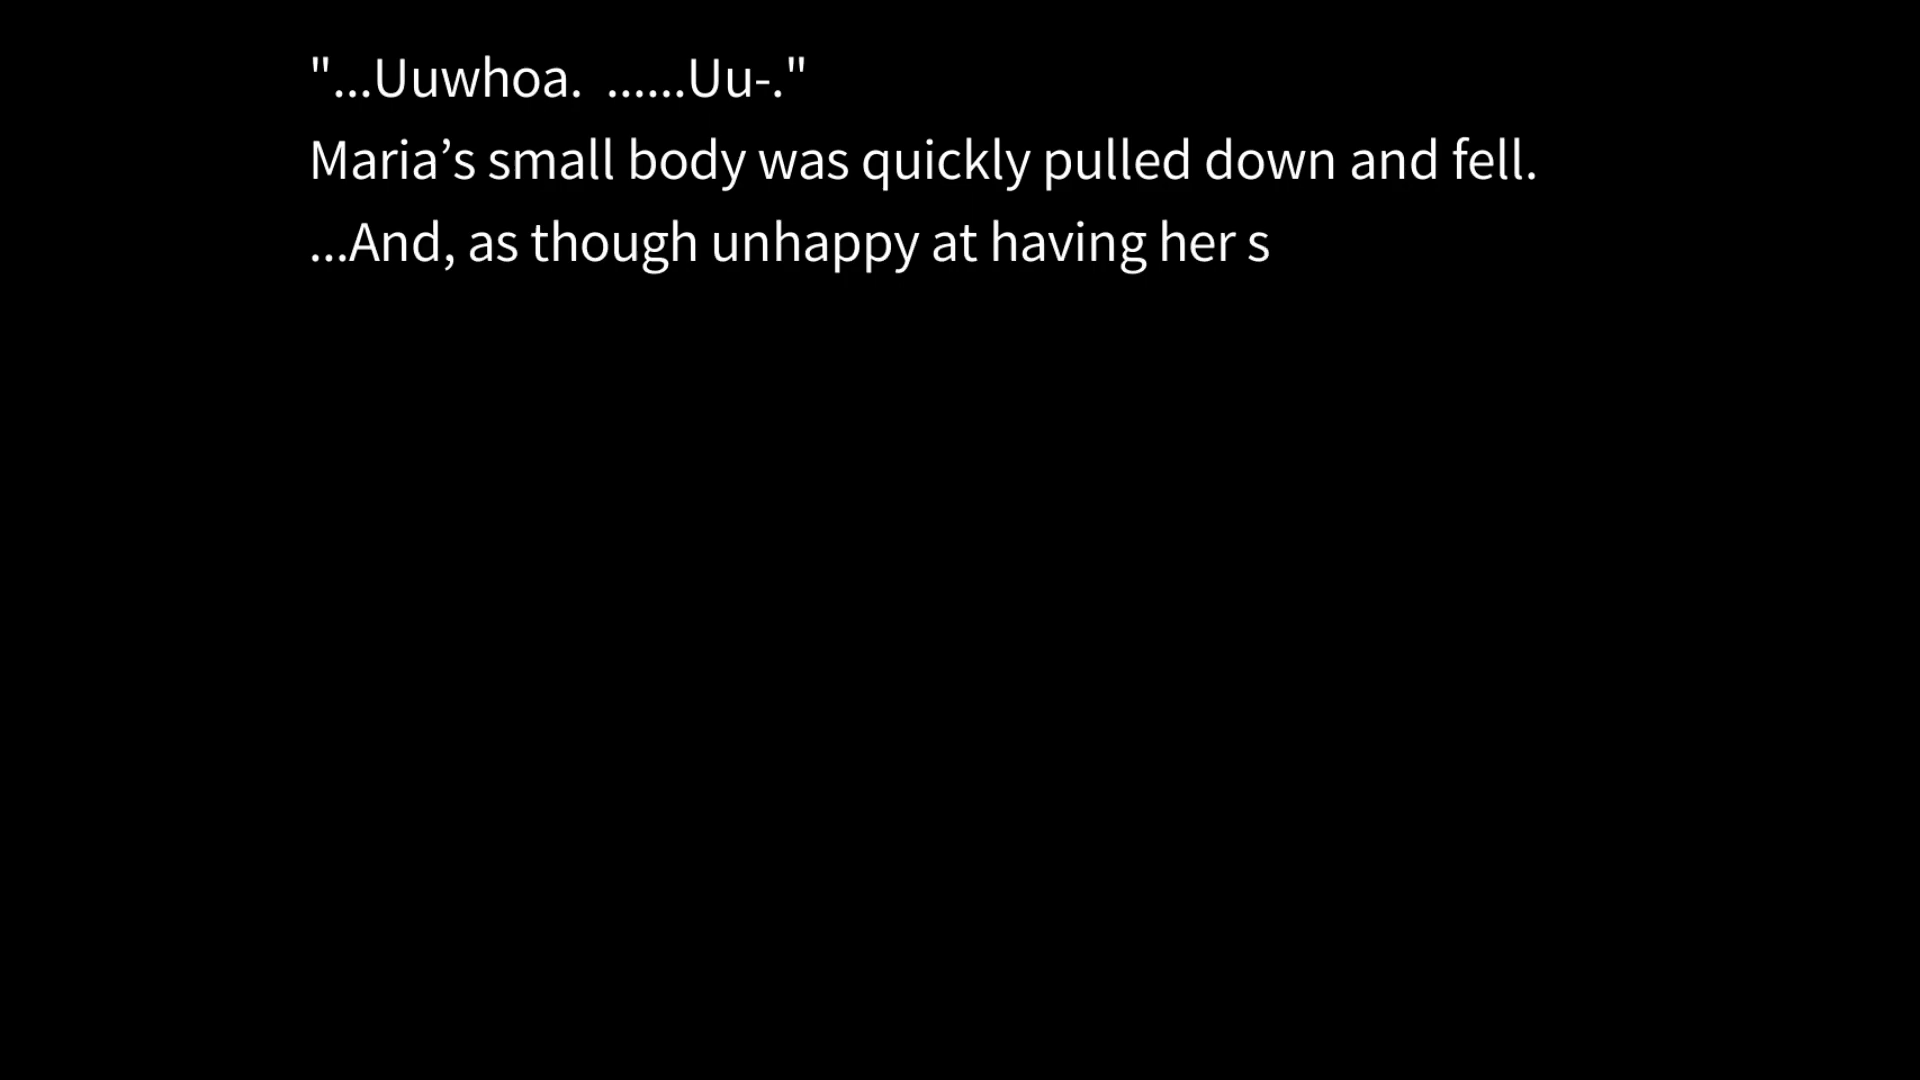 "...Uuwhoa.  ......Uu-."
Maria’s small body was quickly pulled down and fell.
...And, as though unhappy at having her s